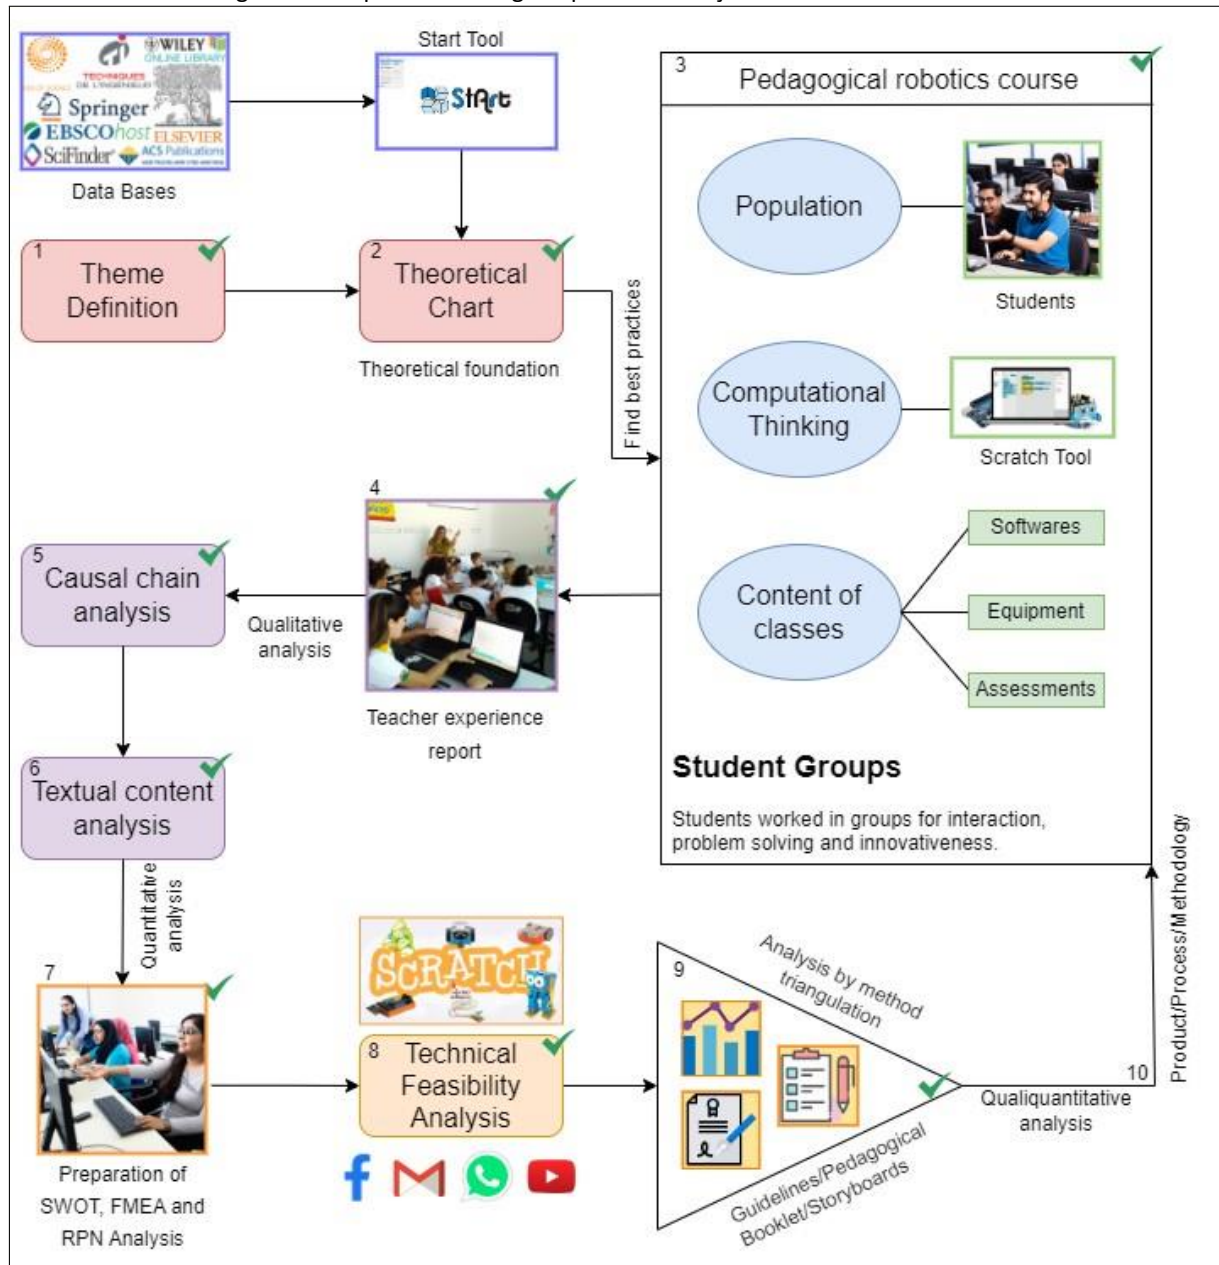 Start Tool
WILEY
ONLINE LIBRARY
TECHNIQUES
DE L'INGENIEUR
Springer
EBSCOhost
ELSEVIER
SciFinder
ACS Publications
Data Bases
StArt
1
Theme
Definition
2
Theoretical
Chart
Theoretical foundation
Find best practices
3
Pedagogical robotics course
Population
Students
Computational
Thinking
Scratch Tool
Content of
classes
Softwares
Equipment
Assessments
Student Groups
Students worked in groups for interaction,
problem solving and innovativeness.
4
Teacher experience
report
Qualitative
analysis
5
Causal chain
analysis
6
Textual content
analysis
Quantitative
analysis
7
Preparation of
SWOT, FMEA and
RPN Analysis
SCRATCH
8
Technical
Feasibility
Analysis
9
Analysis by method
triangulation
Guidelines/Pedagogical
Booklet/Storyboards
Qualiquantitative
analysis
10
Product/Process/Methodology